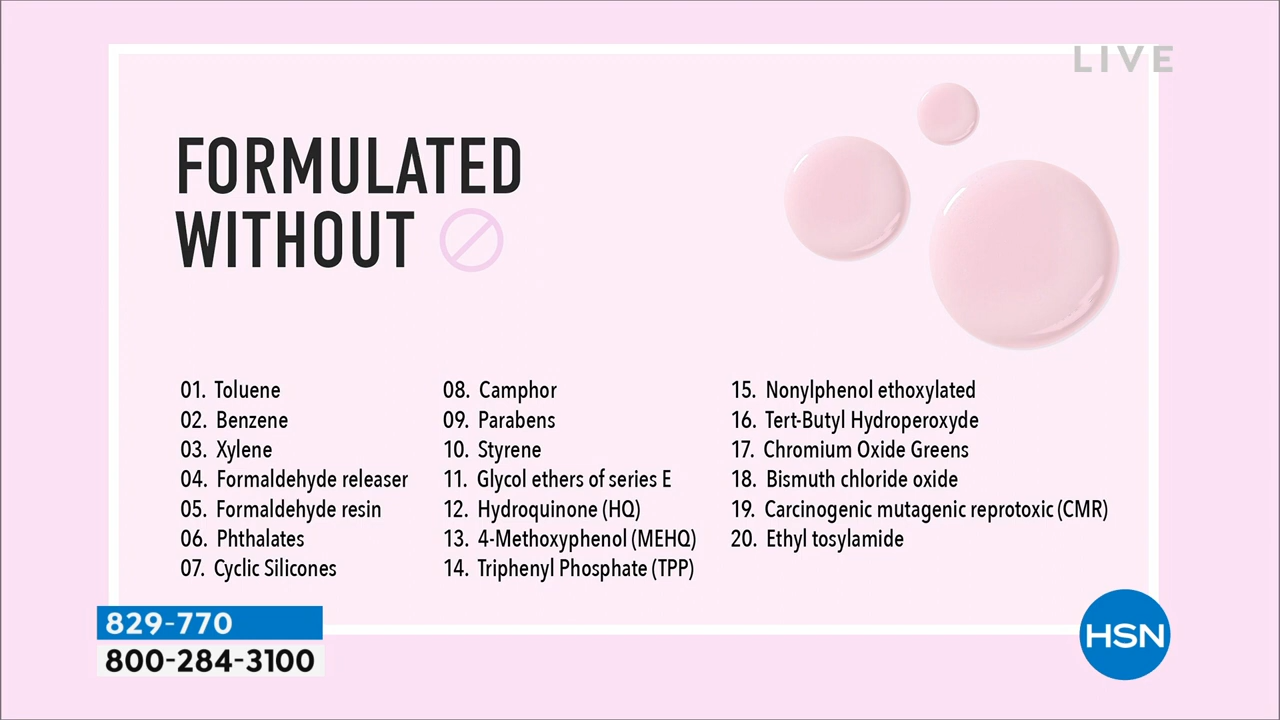 LIVE
FORMULATED
WITHOUT
01. Toluene
02. Benzene
03. Xylene
04. Formaldehyde releaser
05. Formaldehyde resin
06. Phthalates
07. Cyclic Silicones
08. Camphor
09. Parabens
10. Styrene
11. Glycol ethers of series E
12. Hydroquinone (HQ)
13. 4-Methoxyphenol (MEHQ)
14. Triphenyl Phosphate (TPP)
15. Nonylphenol ethoxylated
16. Tert-Butyl Hydroperoxyde
17. Chromium Oxide Greens
18. Bismuth chloride oxide
19. Carcinogenic mutagenic reprotoxic (CMR)
20. Ethyl tosylamide
829-770
800-284-3100
HSN